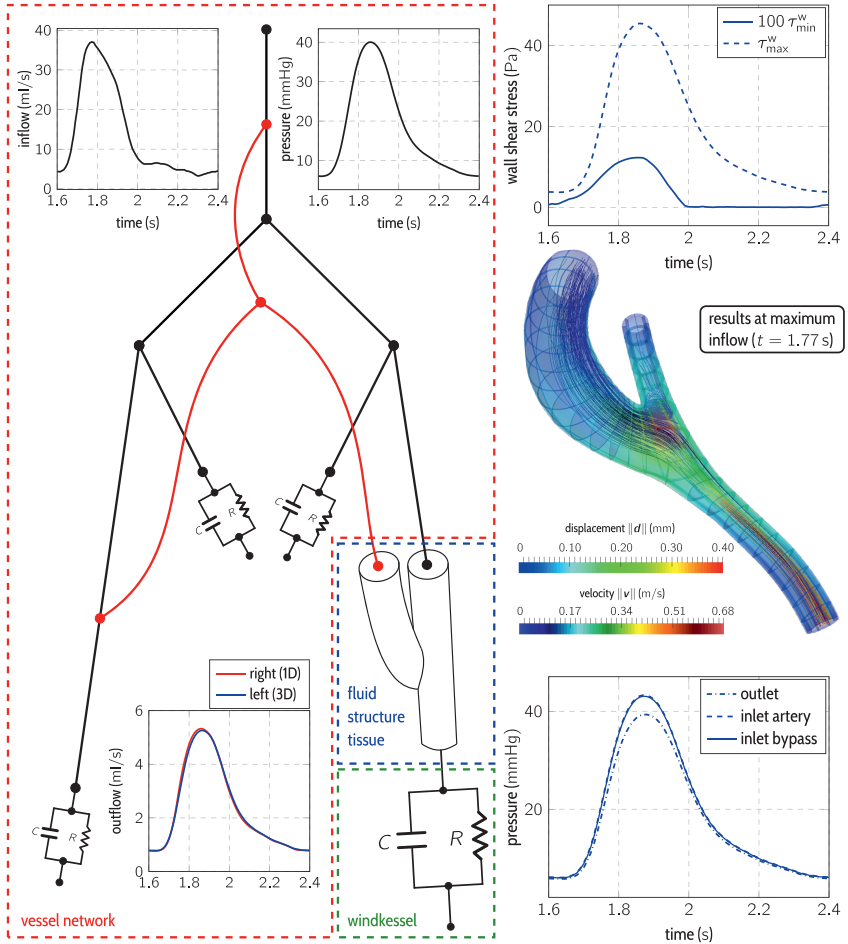 40
30
20
10
0
inflow (ml/s)
1.6 1.8 2 2.2 2.4
time (s)
40
30
20
10
pressure (mmHg)
1.6 1.8 2 2.2 2.4
time (s)
40
20
0
wall shear stress (Pa)
100 τ^w_min
τ^w_max
1.6 1.8 2 2.2 2.4
time (s)
results at maximum
inflow (t = 1.77 s)
displacement ||d|| (mm)
0 0.10 0.20 0.30 0.40
velocity ||v|| (m/s)
0 0.17 0.34 0.51 0.68
C R
C R
C R
fluid
structure
tissue
right (1D)
left (3D)
6
4
2
0
outflow (ml/s)
1.6 1.8 2 2.2 2.4
time (s)
C R
vessel network
windkessel
outlet
inlet artery
inlet bypass
40
20
pressure (mmHg)
1.6 1.8 2 2.2 2.4
time (s)